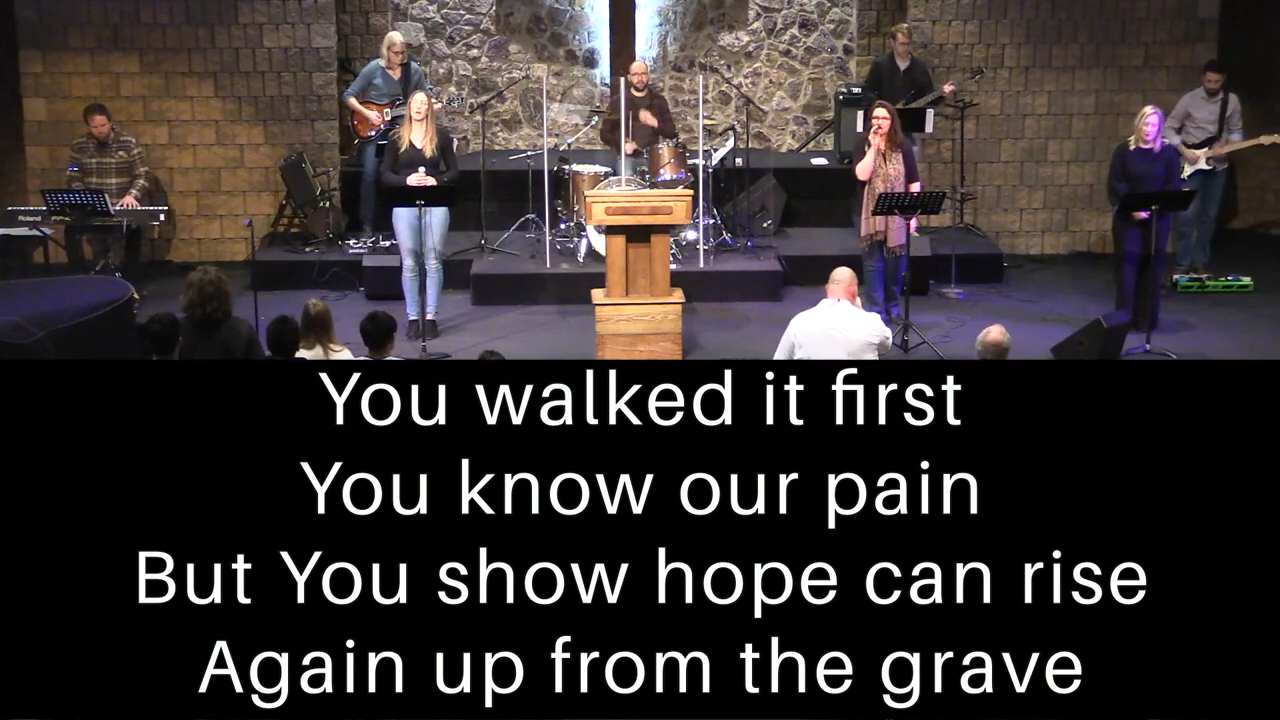 Roland
You walked it first
You know our pain
But You show hope can rise
Again up from the grave